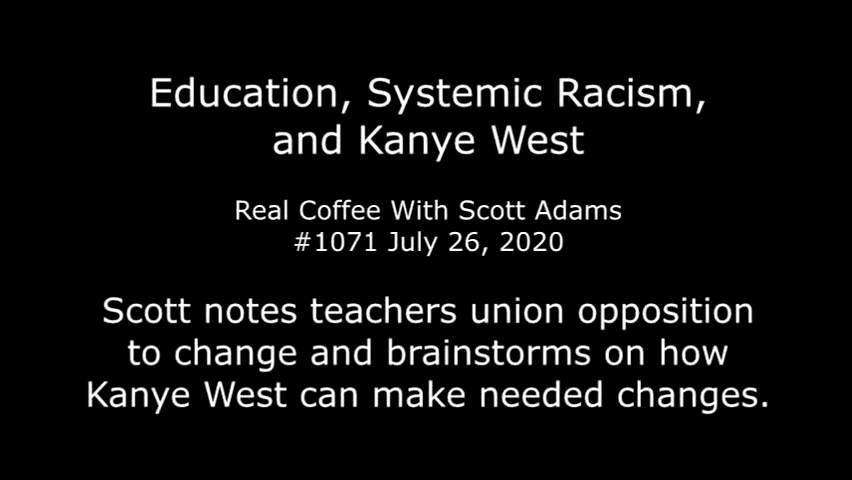 Education, Systemic Racism,
and Kanye West
Real Coffee With Scott Adams
#1071 July 26, 2020
Scott notes teachers union opposition
to change and brainstorms on how
Kanye West can make needed changes.